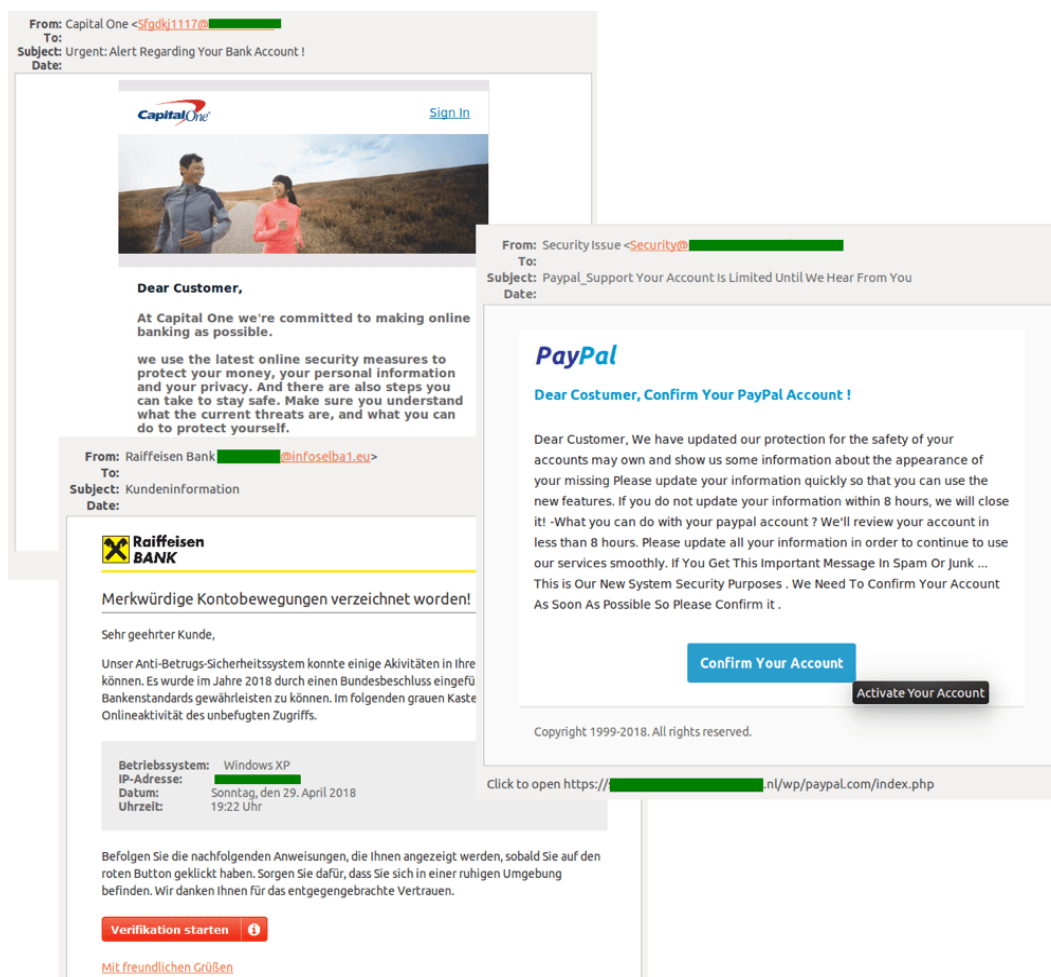 From: Capital One <Sfgdkj1117@
To:
Subject: Urgent: Alert Regarding Your Bank Account !
Date:
CapitalOne
Sign In
Dear Customer,
At Capital One we're committed to making online
banking as possible.
we use the latest online security measures to
protect your money, your personal information
and your privacy. And there are also steps you
can take to stay safe. Make sure you understand
what the current threats are, and what you can
do to protect yourself.
From: Security Issue <Security@
To:
Subject: Paypal_Support Your Account Is Limited Until We Hear From You
Date:
PayPal
Dear Costumer, Confirm Your PayPal Account !
Dear Customer, We have updated our protection for the safety of your
accounts may own and show us some information about the appearance of
your missing Please update your information quickly so that you can use the
new features. If you do not update your information within 8 hours, we will close
it! -What you can do with your paypal account ? We'll review your account in
less than 8 hours. Please update all your information in order to continue to use
our services smoothly. If You Get This Important Message In Spam Or Junk ...
This is Our New System Security Purposes . We Need To Confirm Your Account
As Soon As Possible So Please Confirm it .
Confirm Your Account
Activate Your Account
Copyright 1999-2018. All rights reserved.
Click to open https:// .nl/wp/paypal.com/index.php
From: Raiffeisen Bank @infoselba1.eu>
To:
Subject: Kundeninformation
Date:
Raiffeisen
BANK
Merkwürdige Kontobewegungen verzeichnet worden!
Sehr geehrter Kunde,
Unser Anti-Betrugs-Sicherheitssystem konnte einige Akivitäten in Ihre
können. Es wurde im Jahre 2018 durch einen Bundesbeschluss eingefü
Bankenstandards gewährleisten zu können. Im folgenden grauen Kaste
Onlineaktivität des unbefugten Zugriffs.
Betriebssystem: Windows XP
IP-Adresse:
Datum: Sonntag, den 29. April 2018
Uhrzeit: 19:22 Uhr
Befolgen Sie die nachfolgenden Anweisungen, die Ihnen angezeigt werden, sobald Sie auf den
roten Button geklickt haben. Sorgen Sie dafür, dass Sie sich in einer ruhigen Umgebung
befinden. Wir danken Ihnen für das entgegengebrachte Vertrauen.
Verifikation starten
Mit freundlichen Grüßen